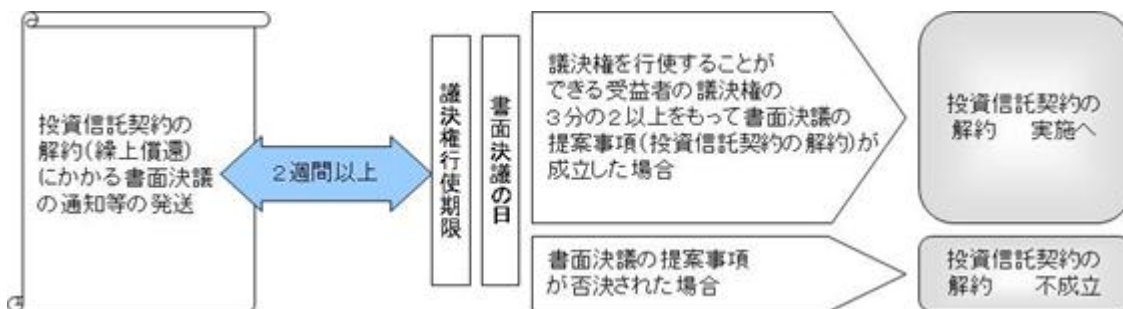 投資信託契約の
解約(繰上償還)
にかかる書面決議
の通知等の発送
２週間以上
議決権行使期限
書面決議の日
議決権を行使することが
できる受益者の議決権の
３分の２以上をもって書面決議の
提案事項(投資信託契約の解約)が
成立した場合
投資信託契約の
解約　実施へ
書面決議の提案事項
が否決された場合
投資信託契約の
解約　不成立